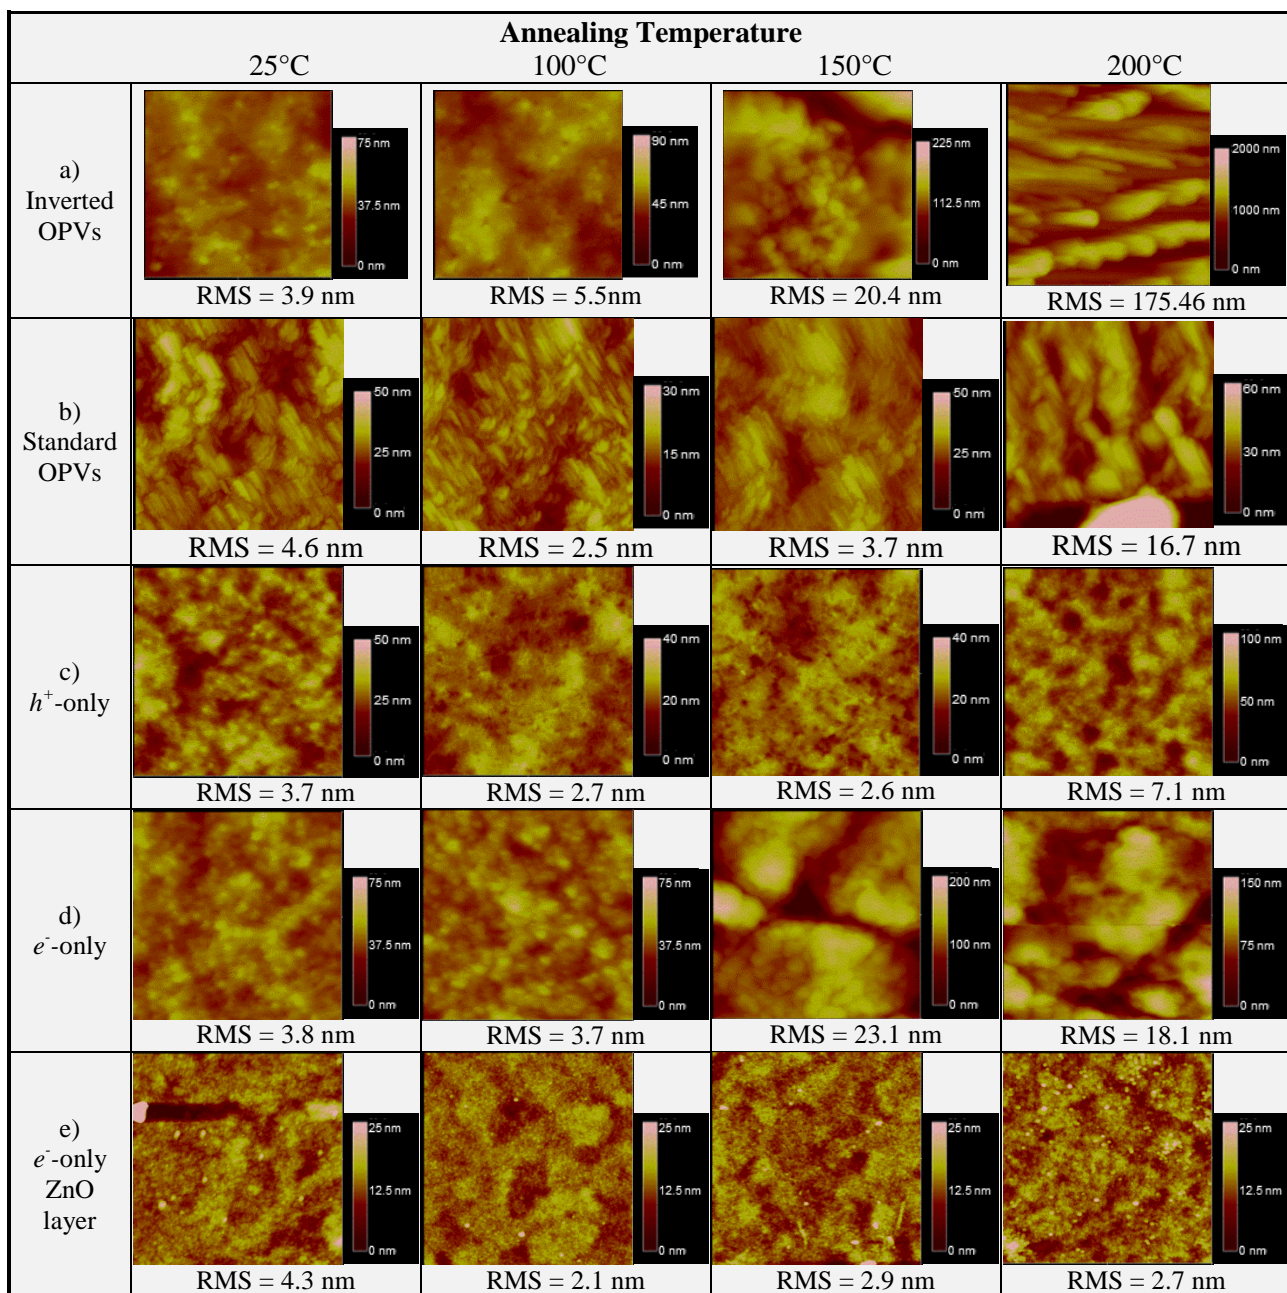 Annealing Temperature
25°C 100°C 150°C 200°C
a)
Inverted
OPVs
75 nm
37.5 nm
0 nm
RMS = 3.9 nm
90 nm
45 nm
0 nm
RMS = 5.5nm
225 nm
112.5 nm
0 nm
RMS = 20.4 nm
2000 nm
1000 nm
0 nm
RMS = 175.46 nm
b)
Standard
OPVs
50 nm
25 nm
0 nm
RMS = 4.6 nm
30 nm
15 nm
0 nm
RMS = 2.5 nm
50 nm
25 nm
0 nm
RMS = 3.7 nm
60 nm
30 nm
0 nm
RMS = 16.7 nm
c)
h⁺-only
50 nm
25 nm
0 nm
RMS = 3.7 nm
40 nm
20 nm
0 nm
RMS = 2.7 nm
40 nm
20 nm
0 nm
RMS = 2.6 nm
100 nm
50 nm
0 nm
RMS = 7.1 nm
d)
e⁻-only
75 nm
37.5 nm
0 nm
RMS = 3.8 nm
75 nm
37.5 nm
0 nm
RMS = 3.7 nm
200 nm
100 nm
0 nm
RMS = 23.1 nm
150 nm
75 nm
0 nm
RMS = 18.1 nm
e)
e⁻-only
ZnO
layer
25 nm
12.5 nm
0 nm
RMS = 4.3 nm
25 nm
12.5 nm
0 nm
RMS = 2.1 nm
25 nm
12.5 nm
0 nm
RMS = 2.9 nm
25 nm
12.5 nm
0 nm
RMS = 2.7 nm